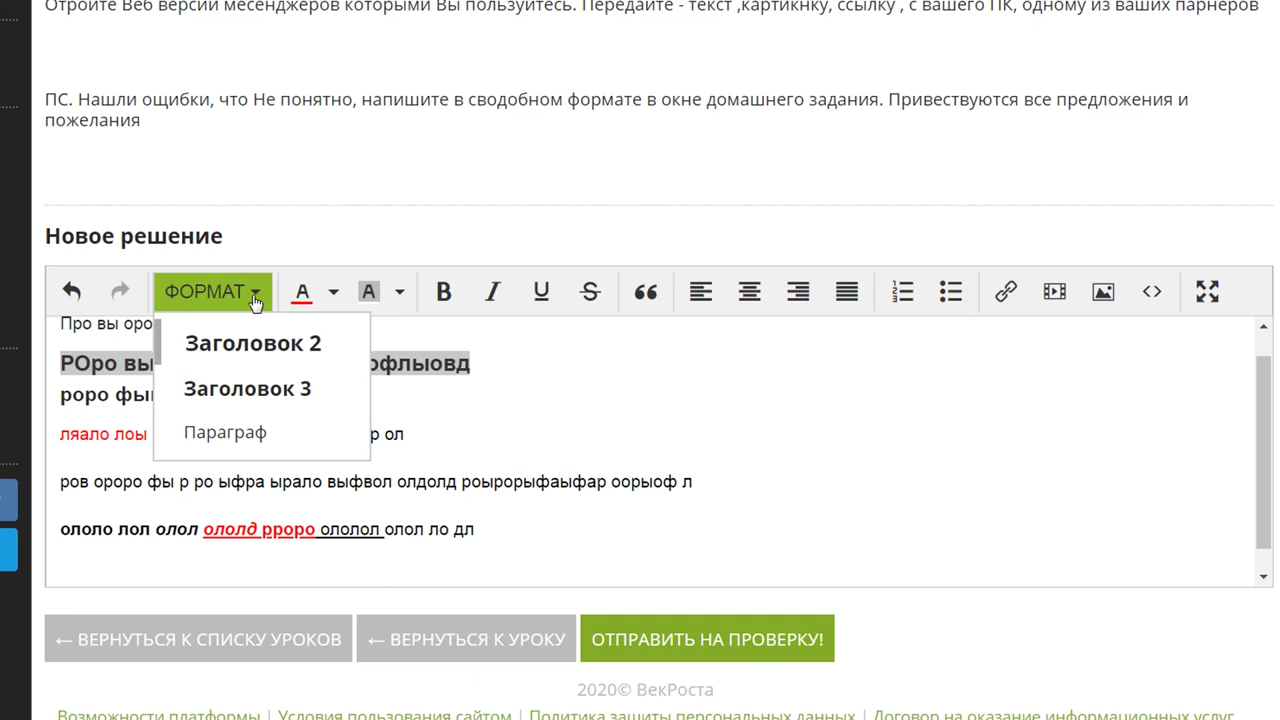 Отройте Веб версии месенджеров которыми Вы пользуйтесь. Передайте - текст ,картикнку, ссылку , с вашего ПК, одному из ваших парнеров
ПС. Нашли ощибки, что Не понятно, напишите в сводобном формате в окне домашнего задания. Привествуются все предложения и
пожелания
Новое решение
ФОРМАТ A A B I U S
Про вы оро
Заголовок 2
РОро вы офлыовд
Заголовок 3
роро фы
Параграф
ляало лоы р ол
ров ороро фы р ро ыфра ырало выфвол олдолд роырорыфаыфар оорыоф л
ололо лол олол ололд рроро ололол олол ло дл
← ВЕРНУТЬСЯ К СПИСКУ УРОКОВ ← ВЕРНУТЬСЯ К УРОКУ ОТПРАВИТЬ НА ПРОВЕРКУ!
2020© ВекРоста
Возможности платформы | Условия пользования сайтом | Политика защиты персональных данных | Договор на оказание информационных услуг